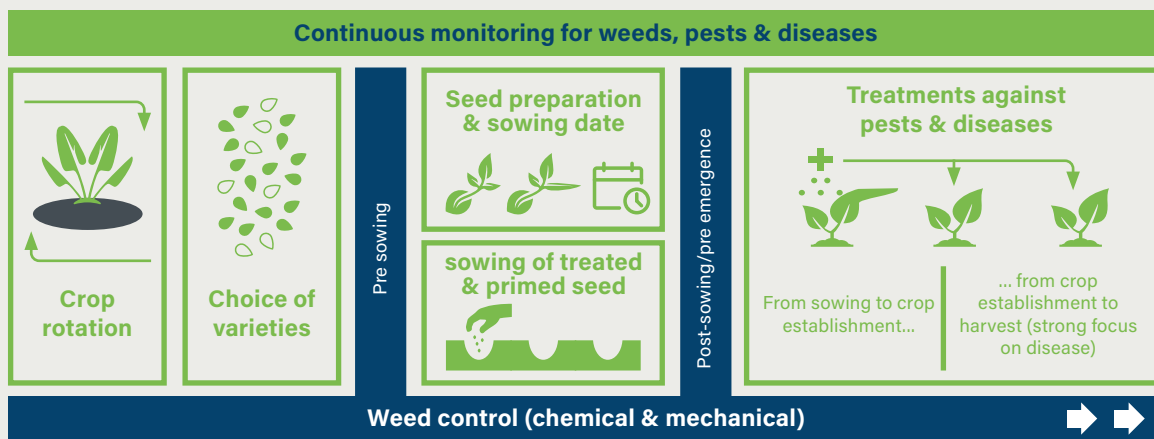 Continuous monitoring for weeds, pests & diseases
Crop
rotation
Choice of
varieties
Pre sowing
Seed preparation
& sowing date
sowing of treated
& primed seed
Post-sowing/pre emergence
Treatments against
pests & diseases
From sowing to crop
establishment...
... from crop
establishment to
harvest (strong focus
on disease)
Weed control (chemical & mechanical)